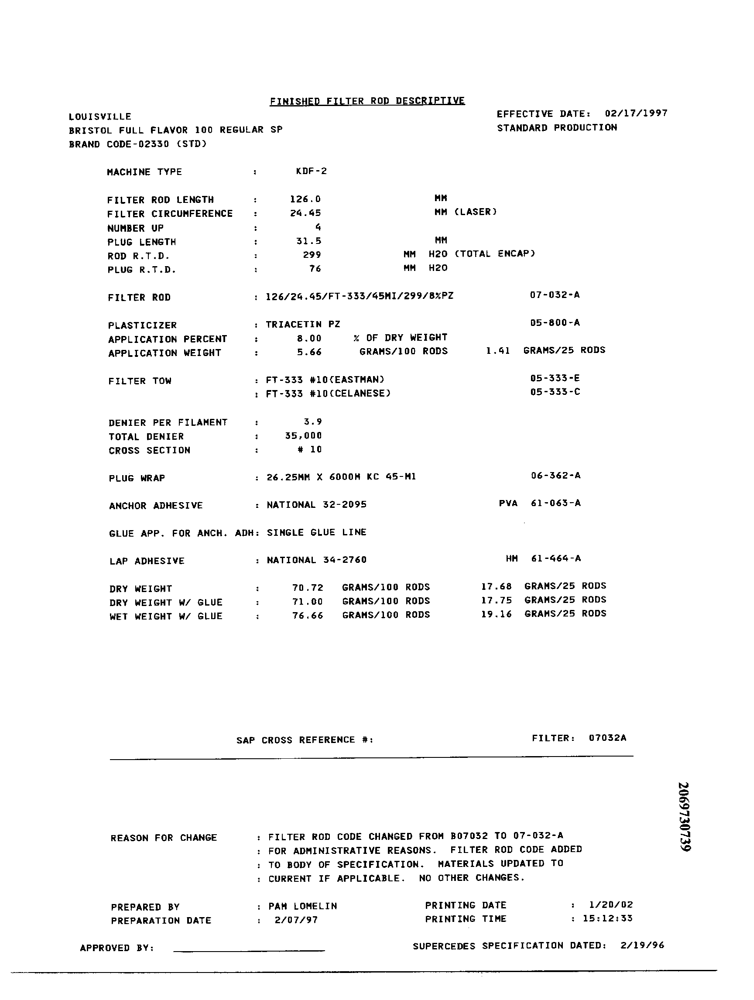 FINISHED FILTER ROD DESCRIPTIVE
LOUISVILLE EFFECTIVE DATE: 02/17/1997
BRISTOL FULL FLAVOR 100 REGULAR SP STANDARD PRODUCTION
BRAND CODE-02330 (STD)
MACHINE TYPE : KDF-2
FILTER ROD LENGTH : 126.0 MM
FILTER CIRCUMFERENCE : 24.45 MM (LASER)
NUMBER UP : 4
PLUG LENGTH : 31.5 MM
ROD R.T.D. : 299 MM H2O (TOTAL ENCAP)
PLUG R.T.D. : 76 MM H2O
FILTER ROD : 126/24.45/FT-333/45MI/299/8%PZ 07-032-A
PLASTICIZER : TRIACETIN PZ 05-800-A
APPLICATION PERCENT : 8.00 % OF DRY WEIGHT
APPLICATION WEIGHT : 5.66 GRAMS/100 RODS 1.41 GRAMS/25 RODS
FILTER TOW : FT-333 #10(EASTMAN) 05-333-E
: FT-333 #10(CELANESE) 05-333-C
DENIER PER FILAMENT : 3.9
TOTAL DENIER : 35,000
CROSS SECTION : # 10
PLUG WRAP : 26.25MM X 6000M KC 45-M1 06-362-A
ANCHOR ADHESIVE : NATIONAL 32-2095 PVA 61-063-A
GLUE APP. FOR ANCH. ADH: SINGLE GLUE LINE
LAP ADHESIVE : NATIONAL 34-2760 HM 61-464-A
DRY WEIGHT : 70.72 GRAMS/100 RODS 17.68 GRAMS/25 RODS
DRY WEIGHT W/ GLUE : 71.00 GRAMS/100 RODS 17.75 GRAMS/25 RODS
WET WEIGHT W/ GLUE : 76.66 GRAMS/100 RODS 19.16 GRAMS/25 RODS
SAP CROSS REFERENCE #: FILTER: 07032A
2069730739
REASON FOR CHANGE : FILTER ROD CODE CHANGED FROM B07032 TO 07-032-A
: FOR ADMINISTRATIVE REASONS. FILTER ROD CODE ADDED
: TO BODY OF SPECIFICATION. MATERIALS UPDATED TO
: CURRENT IF APPLICABLE. NO OTHER CHANGES.
PREPARED BY : PAM LOMELIN PRINTING DATE : 1/20/02
PREPARATION DATE : 2/07/97 PRINTING TIME : 15:12:33
APPROVED BY: SUPERCEDES SPECIFICATION DATED: 2/19/96